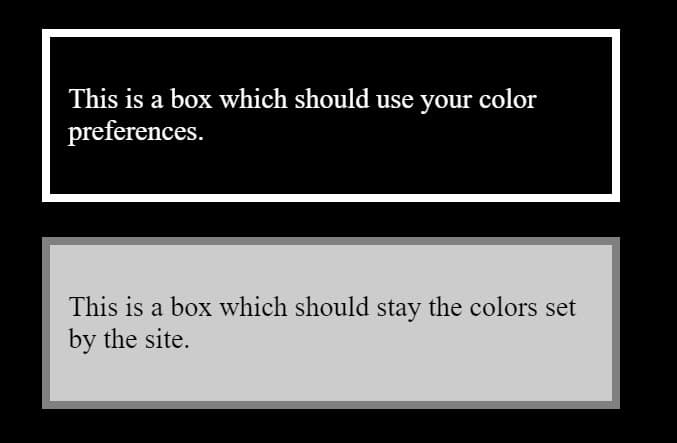 This is a box which should use your color
preferences.
This is a box which should stay the colors set
by the site.